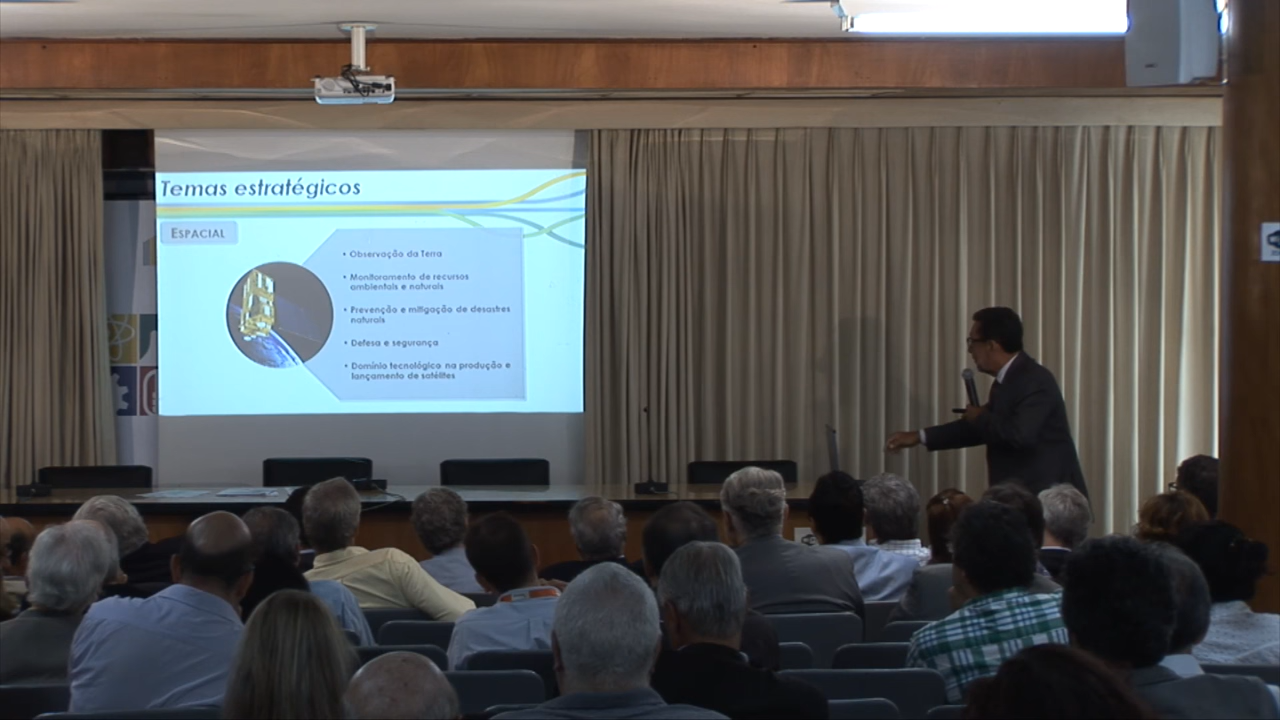 Temas estratégicos
ESPACIAL
• Observação da Terra
• Monitoramento de recursos
ambientais e naturais
• Prevenção e mitigação de desastres
naturais
• Defesa e segurança
• Domínio tecnológico na produção e
lançamento de satélites